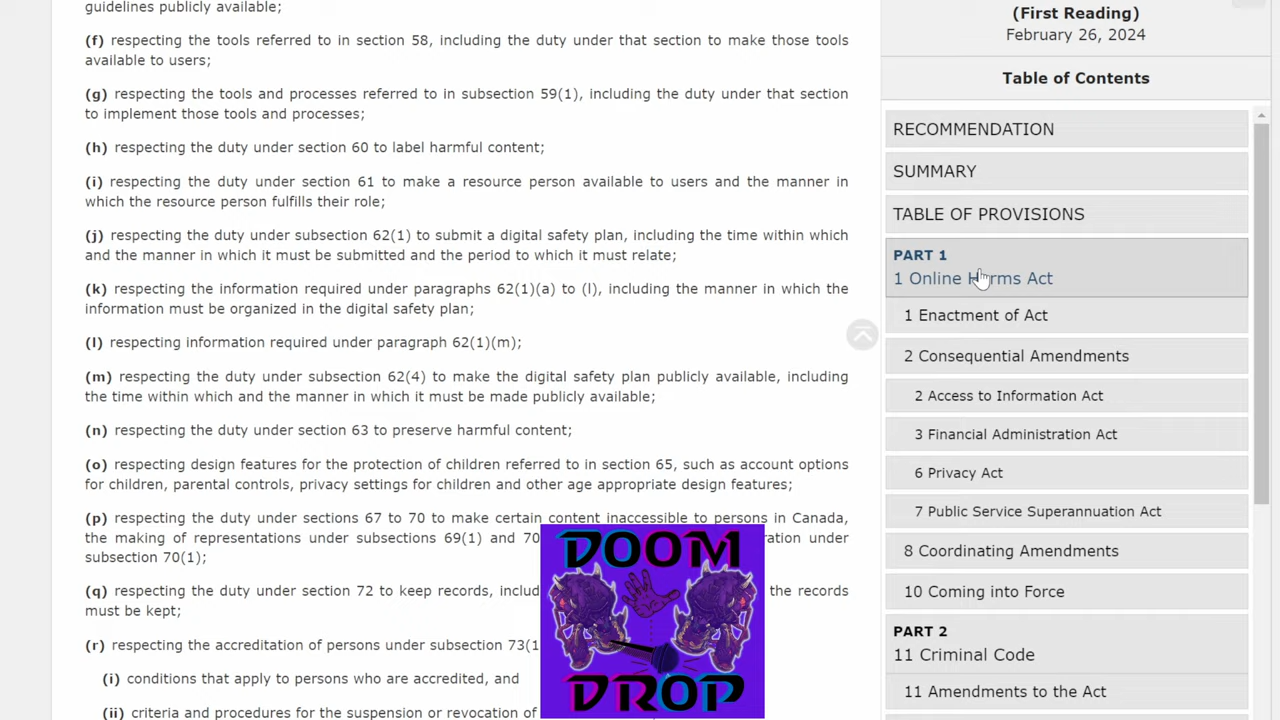 guidelines publicly available;
(f) respecting the tools referred to in section 58, including the duty under that section to make those tools
available to users;
(g) respecting the tools and processes referred to in subsection 59(1), including the duty under that section
to implement those tools and processes;
(h) respecting the duty under section 60 to label harmful content;
(i) respecting the duty under section 61 to make a resource person available to users and the manner in
which the resource person fulfills their role;
(j) respecting the duty under subsection 62(1) to submit a digital safety plan, including the time within which
and the manner in which it must be submitted and the period to which it must relate;
(k) respecting the information required under paragraphs 62(1)(a) to (l), including the manner in which the
information must be organized in the digital safety plan;
(l) respecting information required under paragraph 62(1)(m);
(m) respecting the duty under subsection 62(4) to make the digital safety plan publicly available, including
the time within which and the manner in which it must be made publicly available;
(n) respecting the duty under section 63 to preserve harmful content;
(o) respecting design features for the protection of children referred to in section 65, such as account options
for children, parental controls, privacy settings for children and other age appropriate design features;
(p) respecting the duty under sections 67 to 70 to make certain content inaccessible to persons in Canada,
the making of representations under subsections 69(1) and 70 under
subsection 70(1);
(q) respecting the duty under section 72 to keep records, the records
must be kept;
(r) respecting the accreditation of persons under subsection 73(1
(i) conditions that apply to persons who are accredited, and
(ii) criteria and procedures for the suspension or revocation of
DOOM
DROP
(First Reading)
February 26, 2024
Table of Contents
RECOMMENDATION
SUMMARY
TABLE OF PROVISIONS
PART 1
1 Online Harms Act
1 Enactment of Act
2 Consequential Amendments
2 Access to Information Act
3 Financial Administration Act
6 Privacy Act
7 Public Service Superannuation Act
8 Coordinating Amendments
10 Coming into Force
PART 2
11 Criminal Code
11 Amendments to the Act